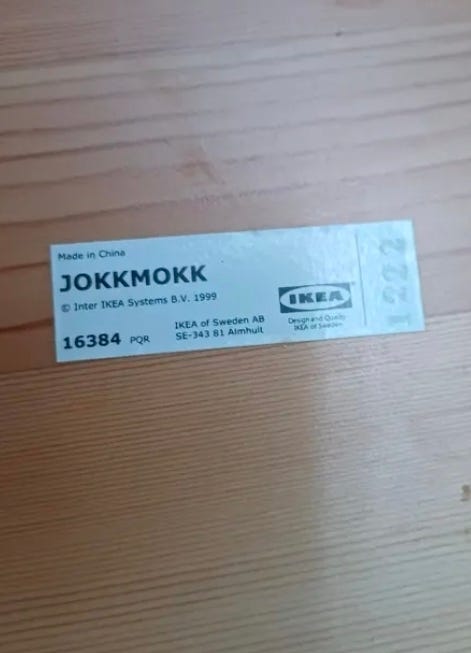 Made in China
JOKKMOKK
© Inter IKEA Systems B.V. 1999
16384 PQR
IKEA of Sweden AB
SE-343 81 Älmhult
IKEA
Design and Quality
IKEA of Sweden
1222